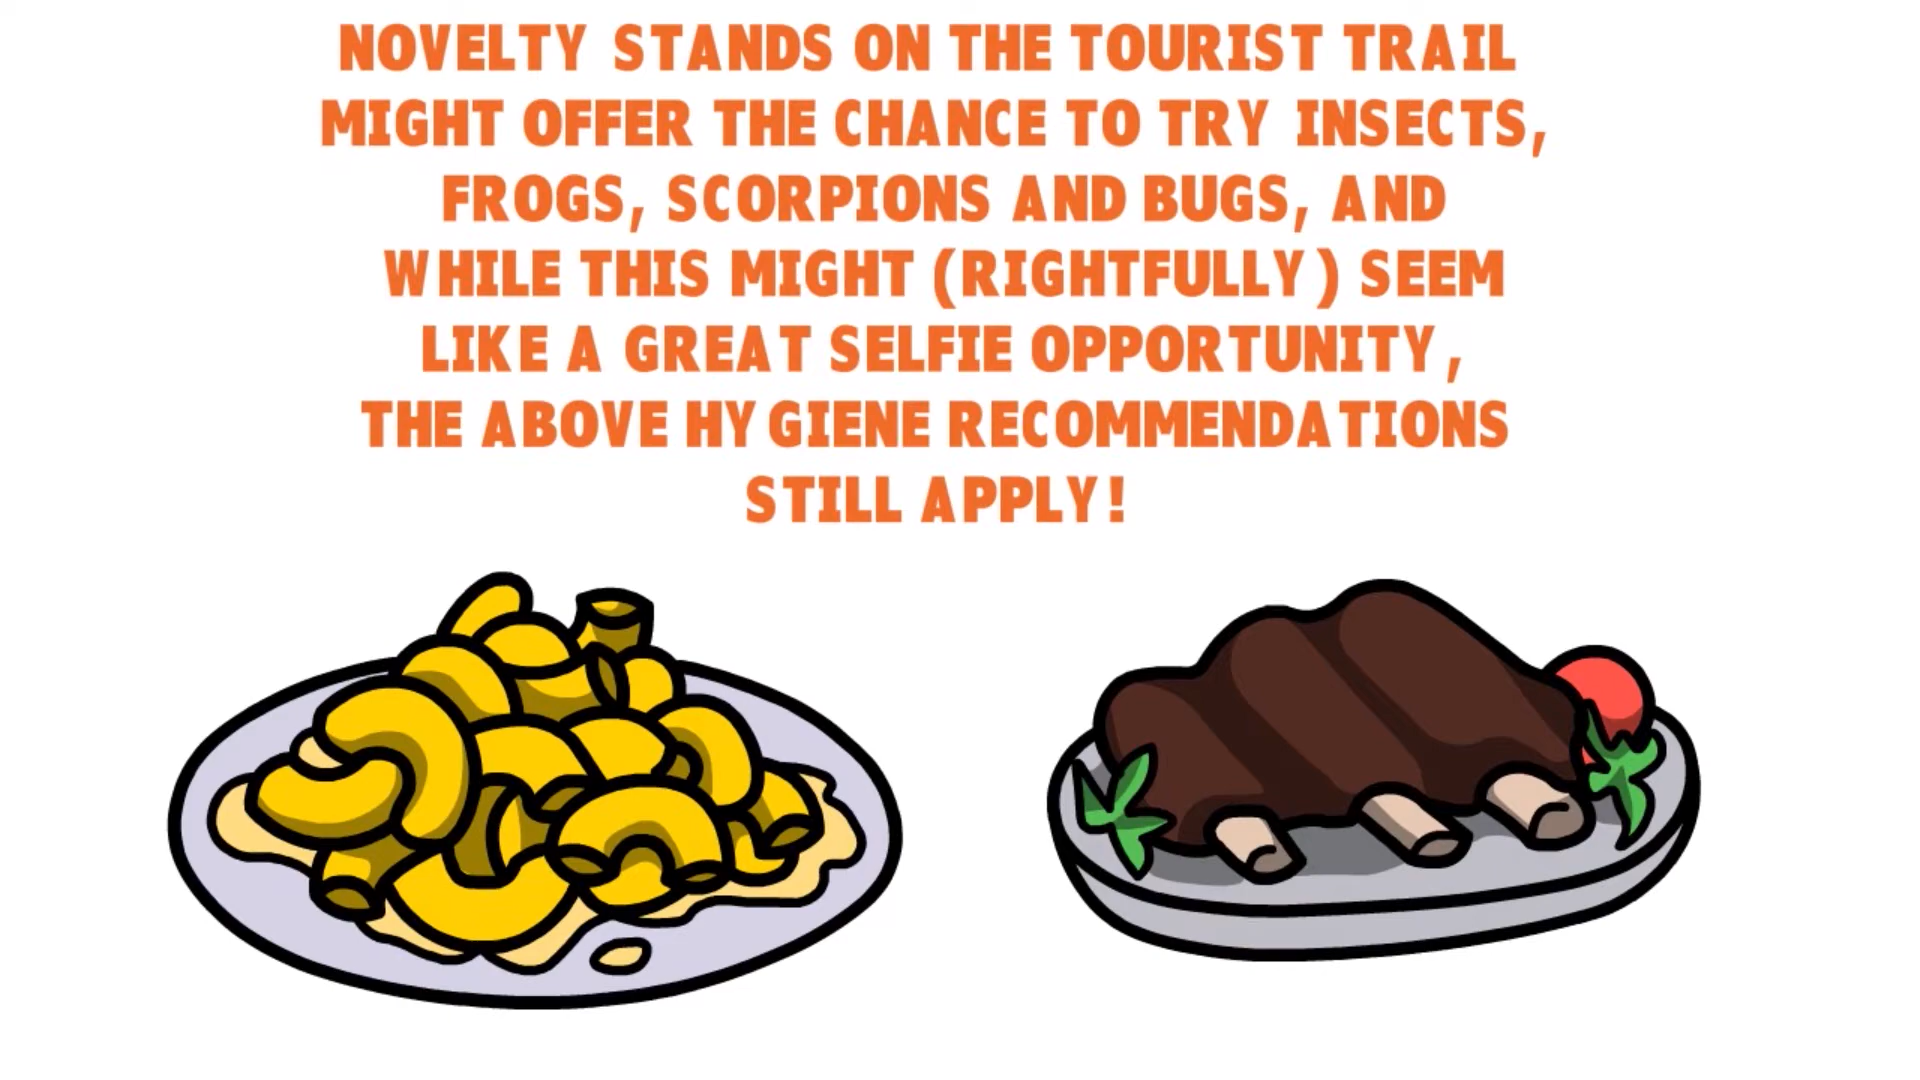 NOVELTY STANDS ON THE TOURIST TRAIL
MIGHT OFFER THE CHANCE TO TRY INSECTS,
FROGS, SCORPIONS AND BUGS, AND
WHILE THIS MIGHT (RIGHTFULLY) SEEM
LIKE A GREAT SELFIE OPPORTUNITY,
THE ABOVE HYGIENE RECOMMENDATIONS
STILL APPLY!